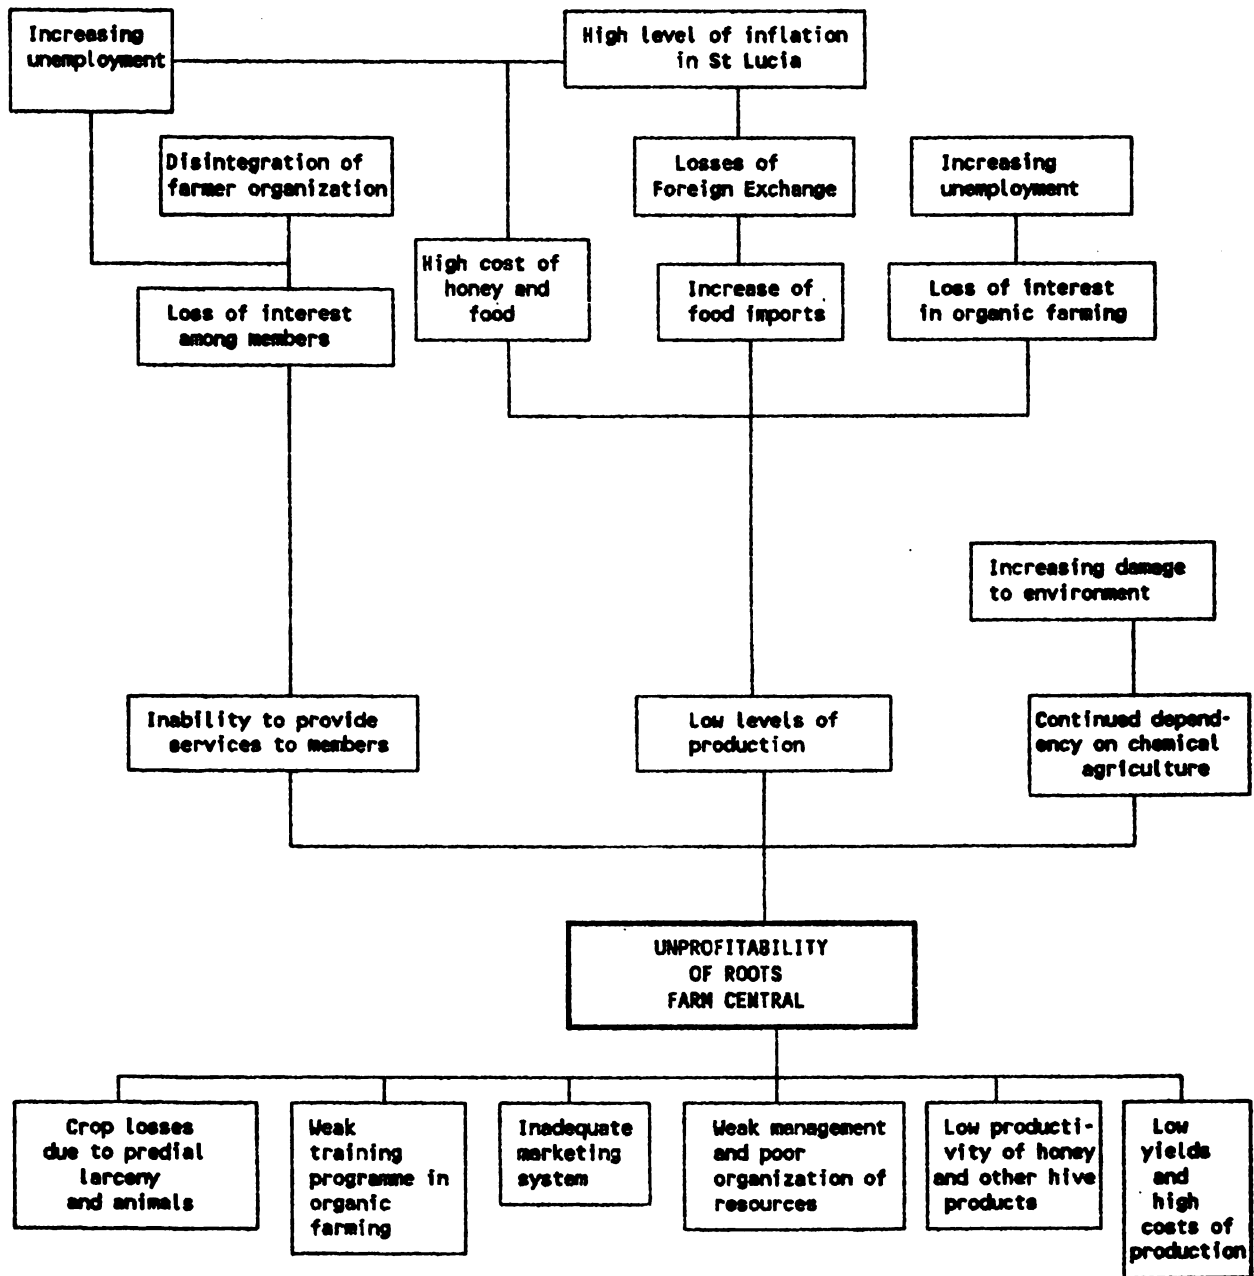 Increasing
unemployment
High level of inflation
in St Lucia
Disintegration of
farmer organization
Losses of
Foreign Exchange
Increasing
unemployment
High cost of
honey and
food
Increase of
food imports
Loss of interest
in organic farming
Loss of interest
among members
Increasing damage
to environment
Inability to provide
services to members
Low levels of
production
Continued depend-
ency on chemical
agriculture
UNPROFITABILITY
OF ROOTS
FARM CENTRAL
Crop losses
due to predial
larceny
and animals
Weak
training
programme in
organic
farming
Inadequate
marketing
system
Weak management
and poor
organization of
resources
Low producti-
vity of honey
and other hive
products
Low
yields
and
high
costs of
production